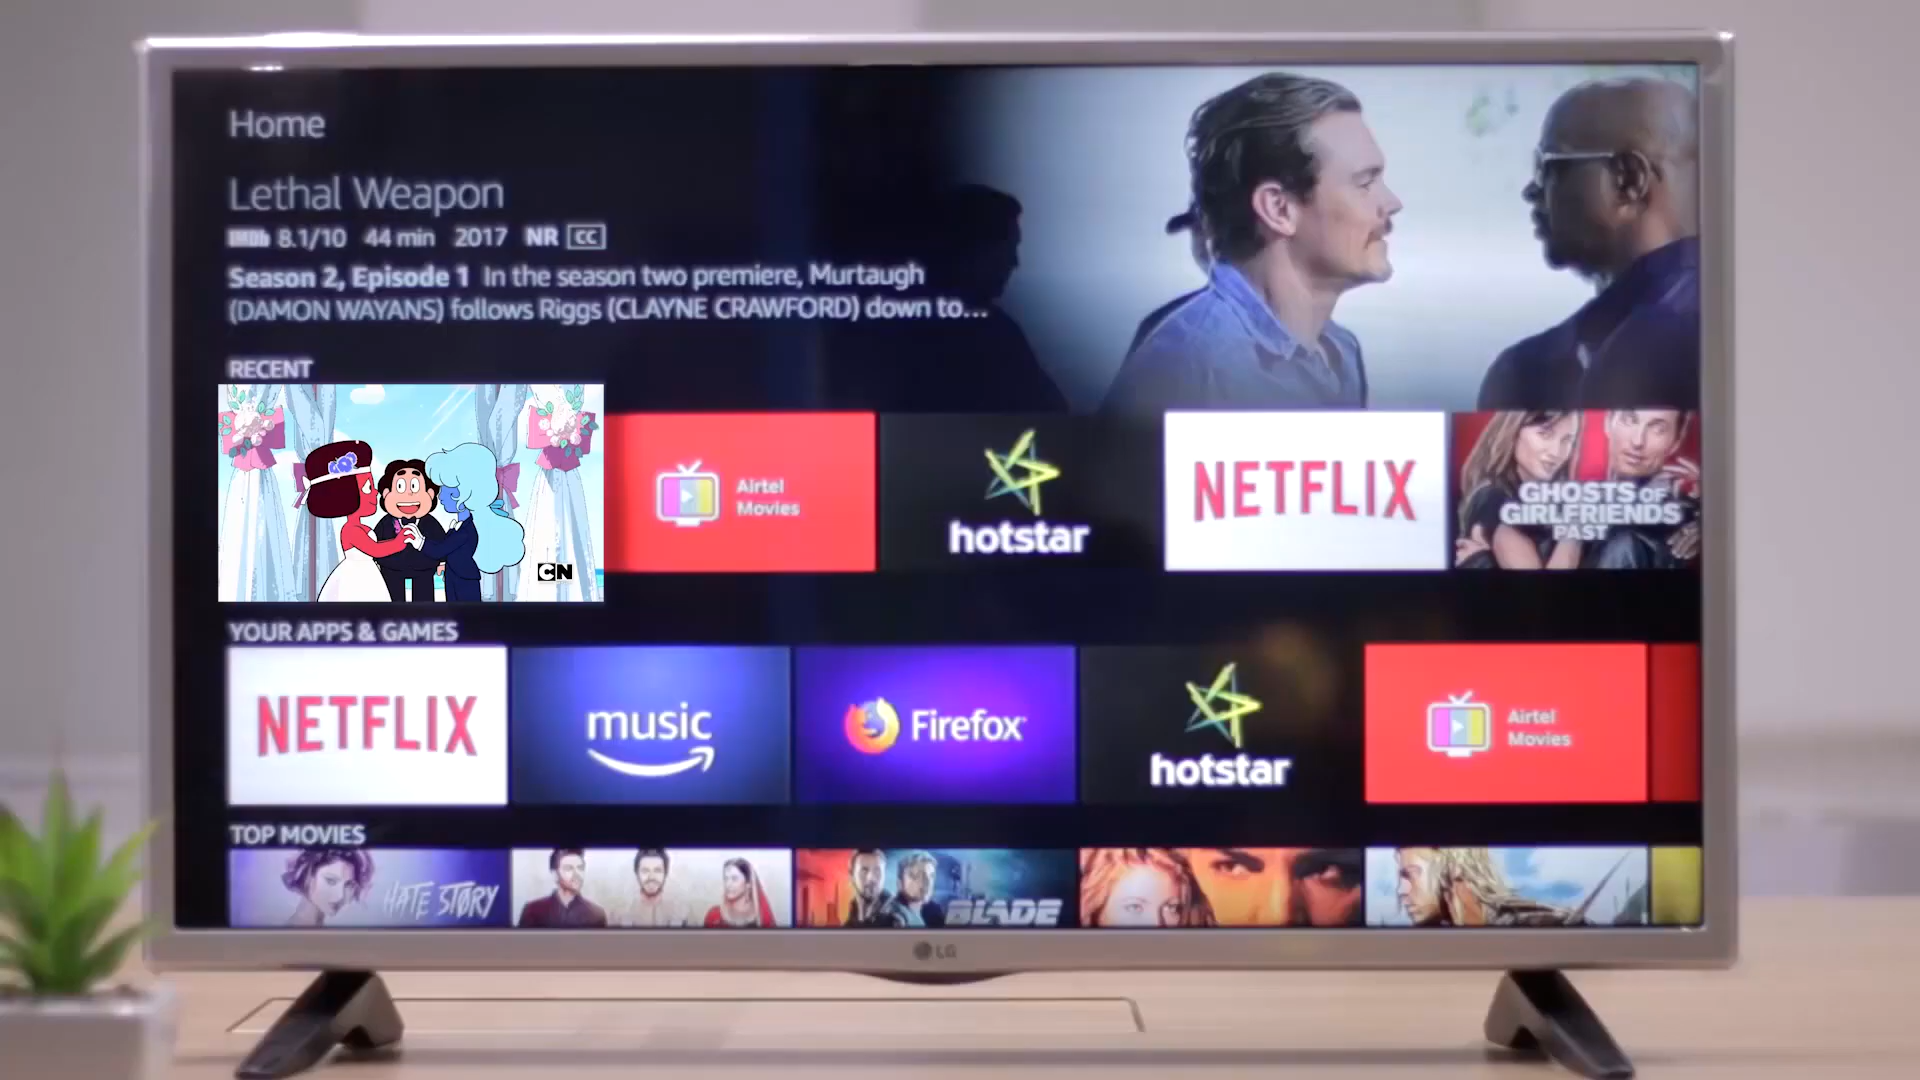 Home
Lethal Weapon
IMDb 8.1/10 44 min 2017 NR CC
Season 2, Episode 1 In the season two premiere, Murtaugh
(DAMON WAYANS) follows Riggs (CLAYNE CRAWFORD) down to...
RECENT
CN
Airtel
Movies
hotstar
NETFLIX
GHOSTS OF
GIRLFRIENDS
PAST
YOUR APPS & GAMES
NETFLIX
music
Firefox
hotstar
Airtel
Movies
TOP MOVIES
HATE STORY
BLADE
LG